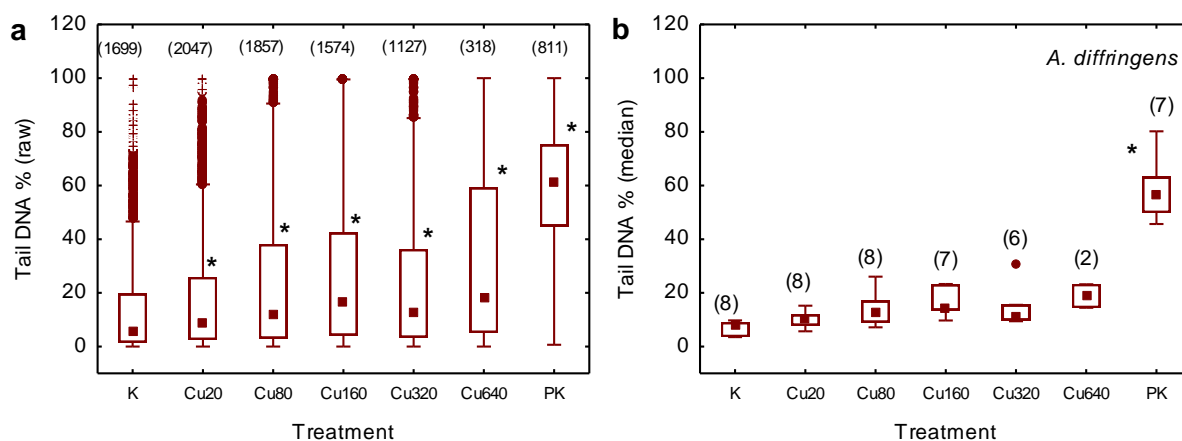 a
120
100
80
60
40
20
0
Tail DNA % (raw)
(1699) (2047) (1857) (1574) (1127) (318) (811)
* * * * * *
K Cu20 Cu80 Cu160 Cu320 Cu640 PK
Treatment
b
120
100
80
60
40
20
0
Tail DNA % (median)
A. diffringens
(8) (8) (8) (7) (6) (2) (7)
*
K Cu20 Cu80 Cu160 Cu320 Cu640 PK
Treatment